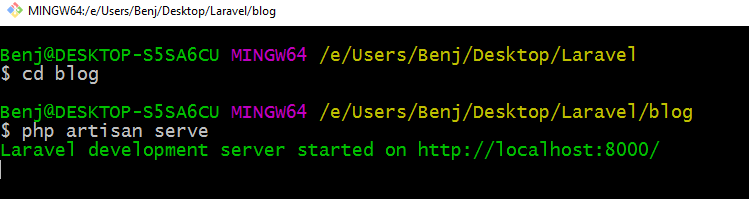 MINGW64:/e/Users/Benj/Desktop/Laravel/blog
Benj@DESKTOP-S5SA6CU MINGW64 /e/Users/Benj/Desktop/Laravel
$ cd blog
Benj@DESKTOP-S5SA6CU MINGW64 /e/Users/Benj/Desktop/Laravel/blog
$ php artisan serve
Laravel development server started on http://localhost:8000/